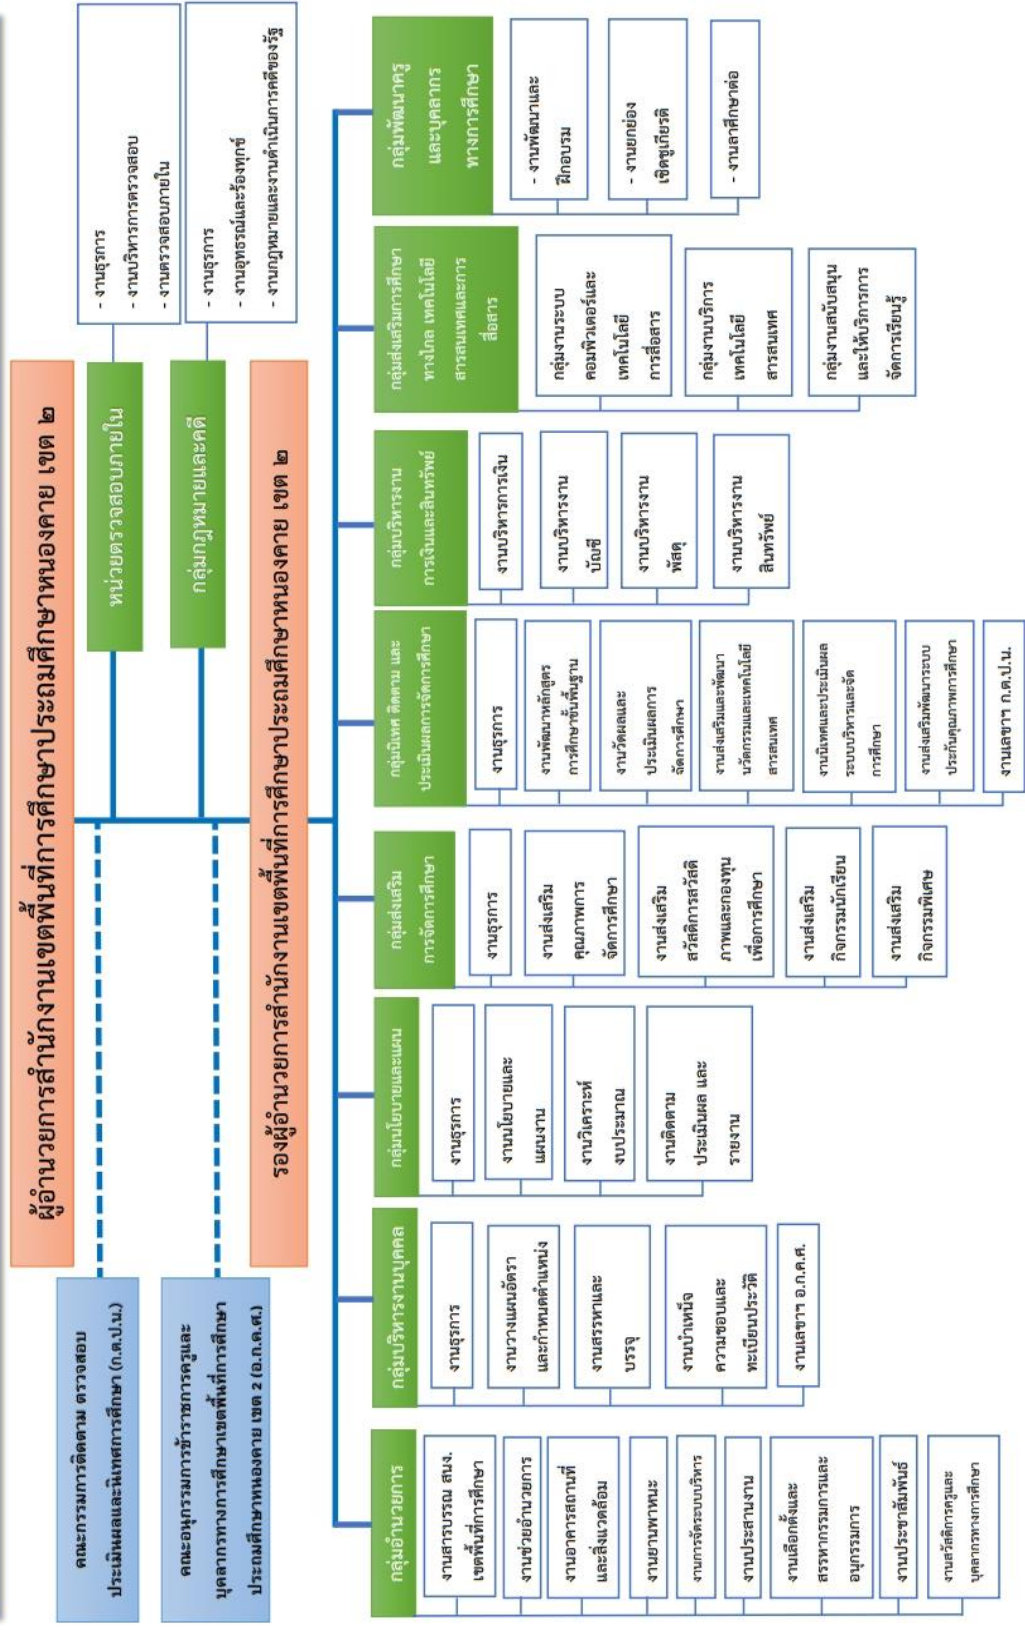 ผู้อำนวยการสำนักงานเขตพื้นที่การศึกษาประถมศึกษาหนองคาย เขต ๒
คณะกรรมการติดตาม ตรวจสอบ
ประเมินผลและนิเทศการศึกษา (ก.ต.ป.น.)
หน่วยตรวจสอบภายใน
- งานธุรการ
- งานบริหารการตรวจสอบ
- งานตรวจสอบภายใน
คณะอนุกรรมการข้าราชการครูและ
บุคลากรทางการศึกษาเขตพื้นที่การศึกษา
ประถมศึกษาหนองคาย เขต 2 (อ.ก.ค.ศ.)
กลุ่มกฎหมายและคดี
- งานธุรการ
- งานอุทธรณ์และร้องทุกข์
- งานกฎหมายและงานดำเนินการคดีของรัฐ
รองผู้อำนวยการสำนักงานเขตพื้นที่การศึกษาประถมศึกษาหนองคาย เขต ๒
กลุ่มอำนวยการ
งานสารบรรณ สนง.
เขตพื้นที่การศึกษา
งานช่วยอำนวยการ
งานอาคารสถานที่
และสิ่งแวดล้อม
งานยานพาหนะ
งานการจัดระบบบริหาร
งานประสานงาน
งานเลือกตั้งและ
สรรหากรรมการและ
อนุกรรมการ
งานประชาสัมพันธ์
งานสวัสดิการครูและ
บุคลากรทางการศึกษา
กลุ่มบริหารงานบุคคล
งานธุรการ
งานวางแผนอัตรา
และกำหนดตำแหน่ง
งานสรรหาและ
บรรจุ
งานบำเหน็จ
ความชอบและ
ทะเบียนประวัติ
งานเลขาฯ อ.ก.ค.ศ.
กลุ่มนโยบายและแผน
งานธุรการ
งานนโยบายและ
แผนงาน
งานวิเคราะห์
งบประมาณ
งานติดตาม
ประเมินผล และ
รายงาน
กลุ่มส่งเสริม
การจัดการศึกษา
งานธุรการ
งานส่งเสริม
คุณภาพการ
จัดการศึกษา
งานส่งเสริม
สวัสดิการสวัสดิ
ภาพและกองทุน
เพื่อการศึกษา
งานส่งเสริม
กิจกรรมนักเรียน
งานส่งเสริม
กิจกรรมพิเศษ
กลุ่มนิเทศ ติดตาม และ
ประเมินผลการจัดการศึกษา
งานธุรการ
งานพัฒนาหลักสูตร
การศึกษาขั้นพื้นฐาน
งานวัดผลและ
ประเมินผลการ
จัดการศึกษา
งานส่งเสริมและพัฒนา
นวัตกรรมและเทคโนโลยี
สารสนเทศ
งานนิเทศและประเมินผล
ระบบบริหารและจัด
การศึกษา
งานส่งเสริมพัฒนาระบบ
ประกันคุณภาพการศึกษา
งานเลขาฯ ก.ต.ป.น.
กลุ่มบริหารงาน
การเงินและสินทรัพย์
งานบริหารการเงิน
งานบริหารงาน
บัญชี
งานบริหารงาน
พัสดุ
งานบริหารงาน
สินทรัพย์
กลุ่มส่งเสริมการศึกษา
ทางไกล เทคโนโลยี
สารสนเทศและการ
สื่อสาร
กลุ่มงานระบบ
คอมพิวเตอร์และ
เทคโนโลยี
การสื่อสาร
กลุ่มงานบริการ
เทคโนโลยี
สารสนเทศ
กลุ่มงานสนับสนุน
และให้บริการการ
จัดการเรียนรู้
กลุ่มพัฒนาครู
และบุคลากร
ทางการศึกษา
- งานพัฒนาและ
ฝึกอบรม
- งานยกย่อง
เชิดชูเกียรติ
- งานลาศึกษาต่อ